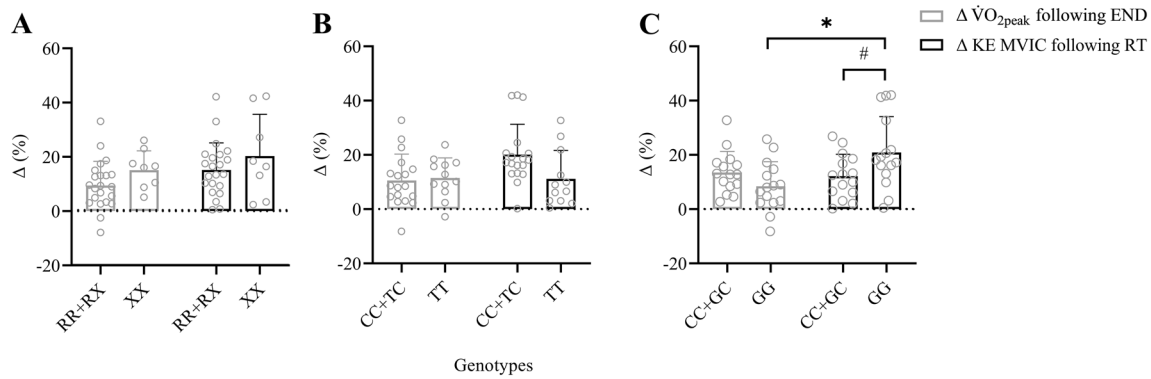 A
Δ (%)
60
40
20
0
-20
RR+RX
XX
RR+RX
XX
B
Δ (%)
60
40
20
0
-20
CC+TC
TT
CC+TC
TT
Genotypes
C
Δ (%)
60
40
20
0
-20
*
#
CC+GC
GG
CC+GC
GG
Δ V̇O₂peak following END
Δ KE MVIC following RT